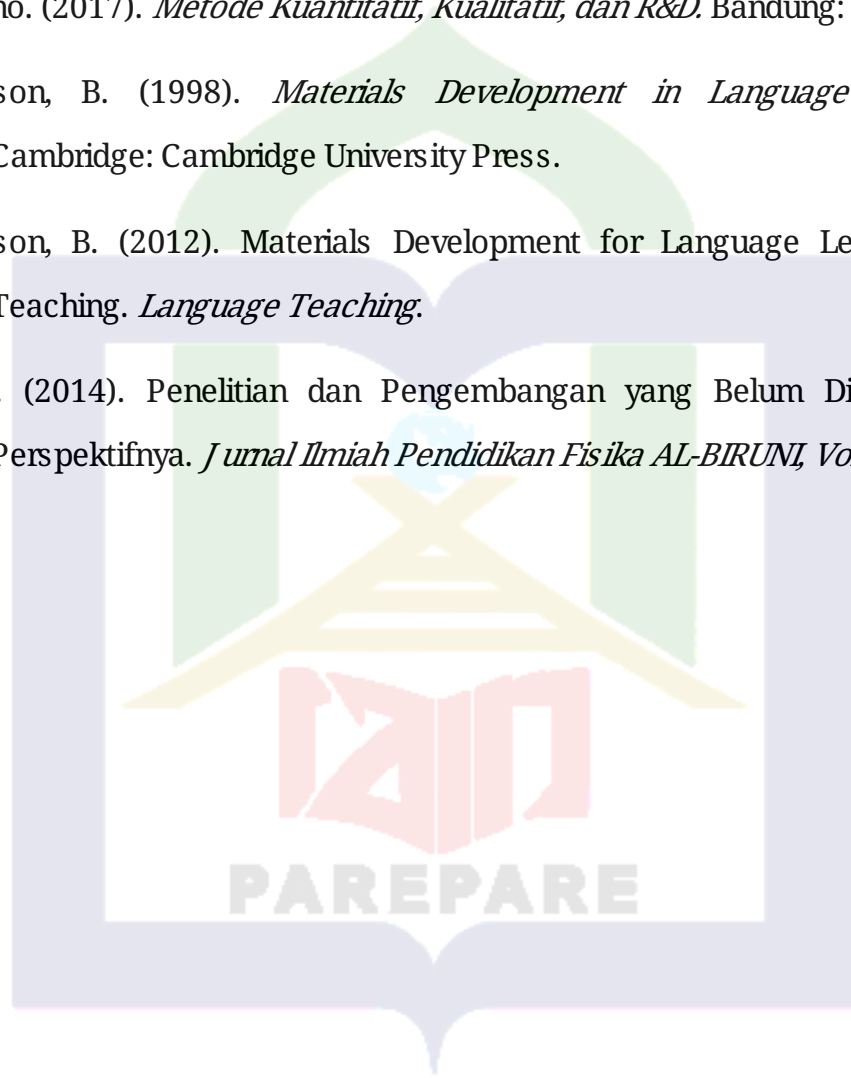 no. (2017). Metode Kuantitatif, Kualitatif, dan R&D. Bandung:
son, B. (1998). Materials Development in Language
Cambridge: Cambridge University Press.
son, B. (2012). Materials Development for Language Le
Teaching. Language Teaching.
. (2014). Penelitian dan Pengembangan yang Belum Di
Perspektifnya. Jurnal Ilmiah Pendidikan Fisika AL-BIRUNI, Vo
iain
PAREPARE